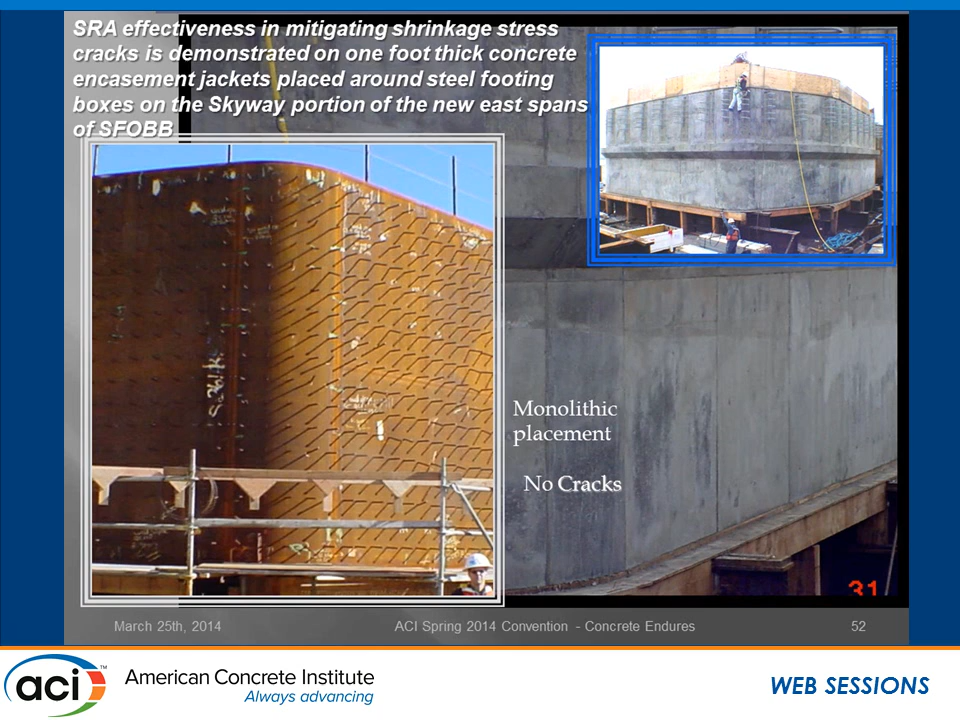 SRA effectiveness in mitigating shrinkage stress
cracks is demonstrated on one foot thick concrete
encasement jackets placed around steel footing
boxes on the Skyway portion of the new east spans
of SFOBB
Monolithic
placement
No Cracks
31
March 25th, 2014
ACI Spring 2014 Convention - Concrete Endures
52
aci™
American Concrete Institute
Always advancing
WEB SESSIONS